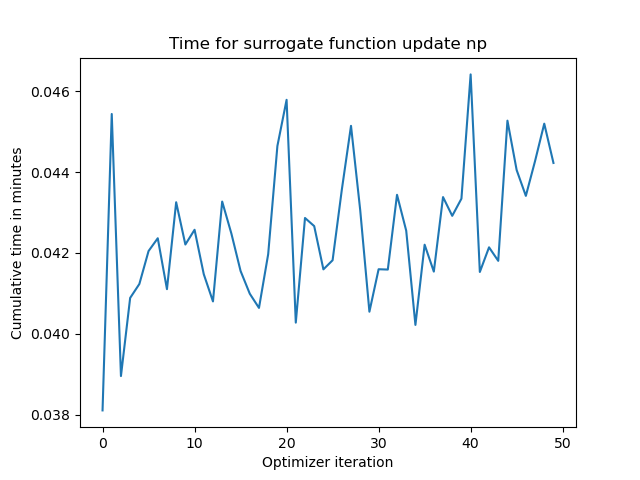 Time for surrogate function update np
Cumulative time in minutes
0.046
0.044
0.042
0.040
0.038
0 10 20 30 40 50
Optimizer iteration